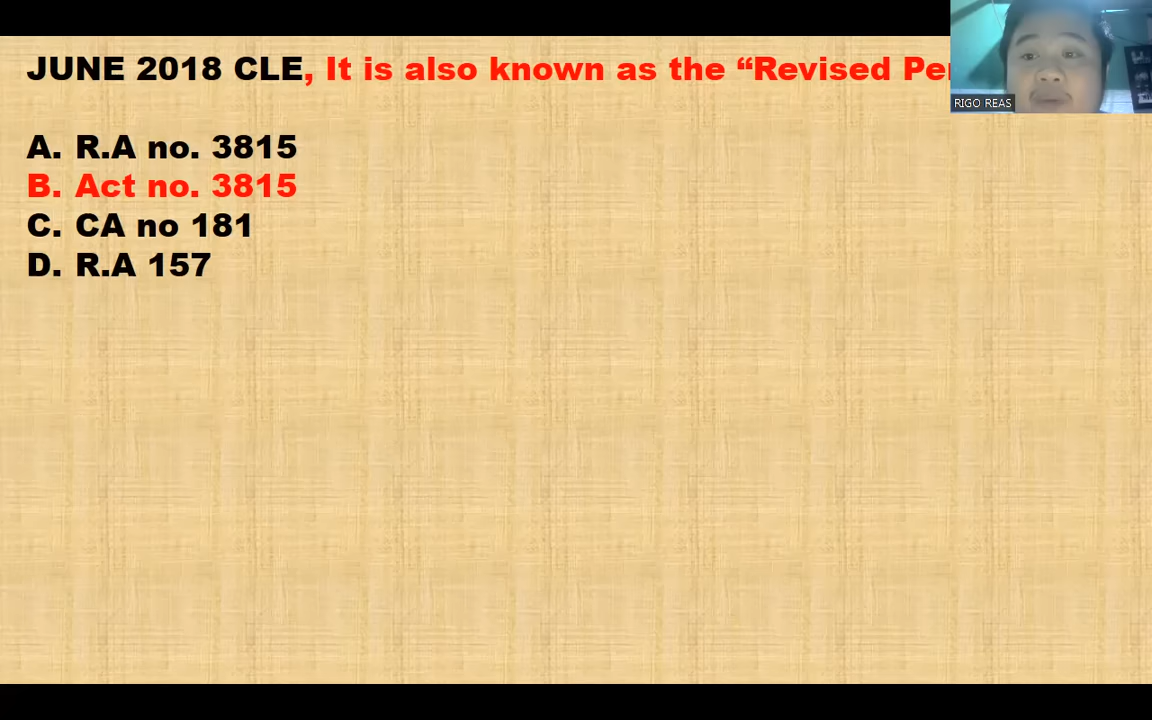 JUNE 2018 CLE, It is also known as the “Revised
RIGO REAS
A. R.A no. 3815
B. Act no. 3815
C. CA no 181
D. R.A 157